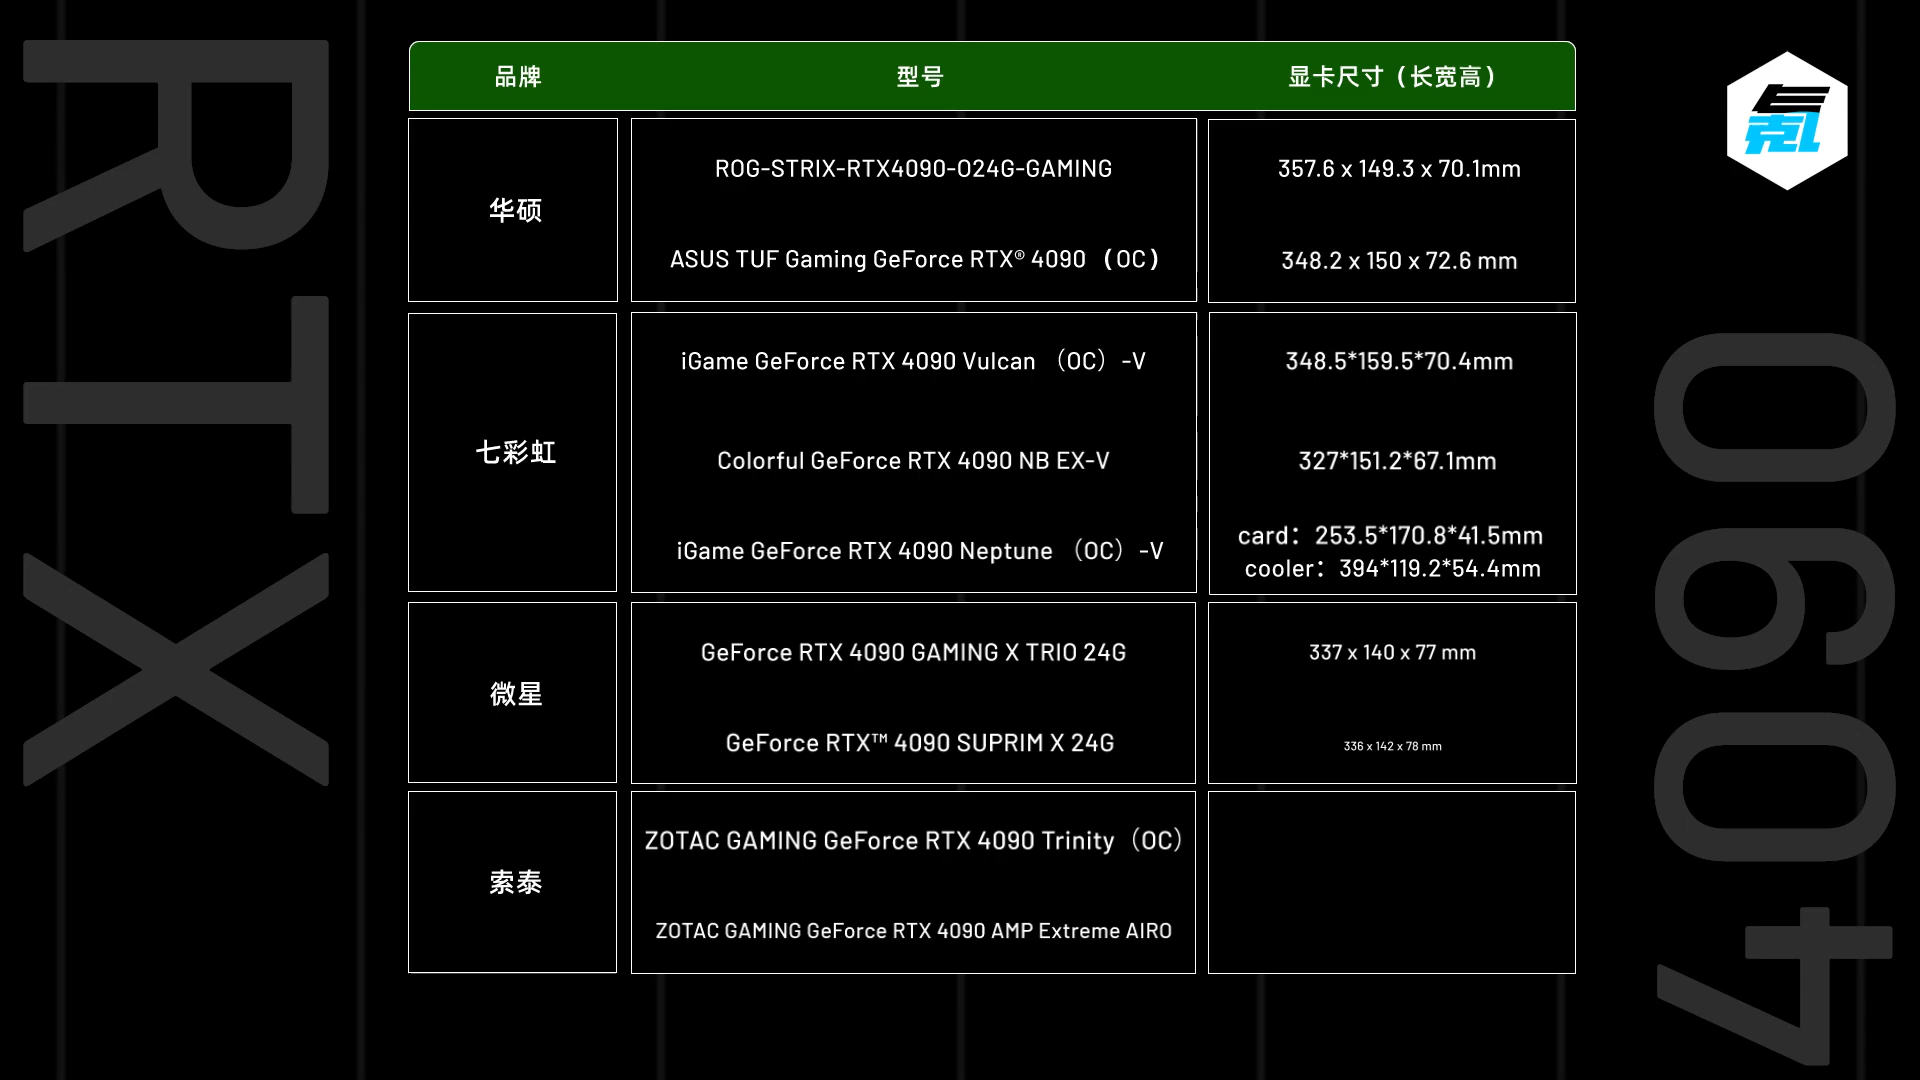 RTX
品牌 型号 显卡尺寸（长宽高）
氪
华硕
ROG-STRIX-RTX4090-O24G-GAMING 357.6 x 149.3 x 70.1mm
ASUS TUF Gaming GeForce RTX® 4090 （OC） 348.2 x 150 x 72.6 mm
七彩虹
iGame GeForce RTX 4090 Vulcan （OC）-V 348.5*159.5*70.4mm
Colorful GeForce RTX 4090 NB EX-V 327*151.2*67.1mm
iGame GeForce RTX 4090 Neptune （OC）-V card：253.5*170.8*41.5mm
cooler：394*119.2*54.4mm
微星
GeForce RTX 4090 GAMING X TRIO 24G 337 x 140 x 77 mm
GeForce RTX™ 4090 SUPRIM X 24G 336 x 142 x 78 mm
索泰
ZOTAC GAMING GeForce RTX 4090 Trinity（OC）
ZOTAC GAMING GeForce RTX 4090 AMP Extreme AIRO
4090